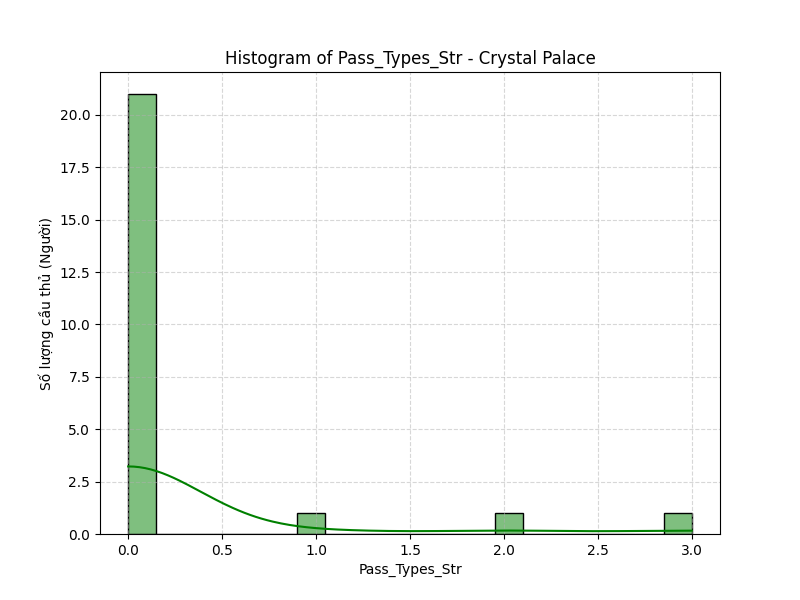 Histogram of Pass_Types_Str - Crystal Palace
Số lượng cầu thủ (Người)
20.0
17.5
15.0
12.5
10.0
7.5
5.0
2.5
0.0
0.0 0.5 1.0 1.5 2.0 2.5 3.0
Pass_Types_Str